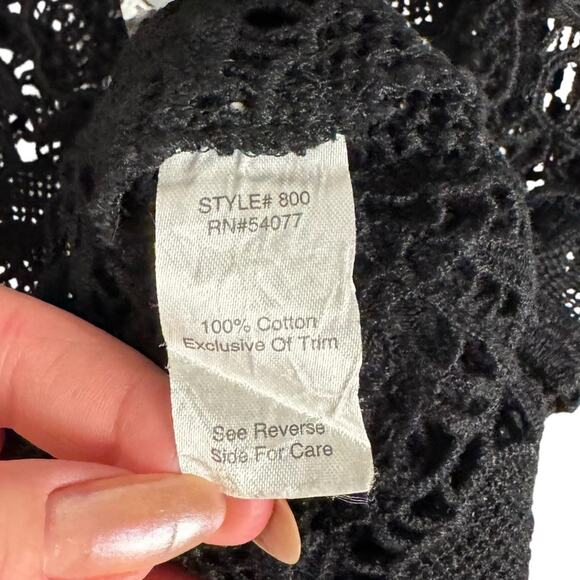 STYLE# 800
RN#54077
100% Cotton
Exclusive Of Trim
See Reverse
Side For Care